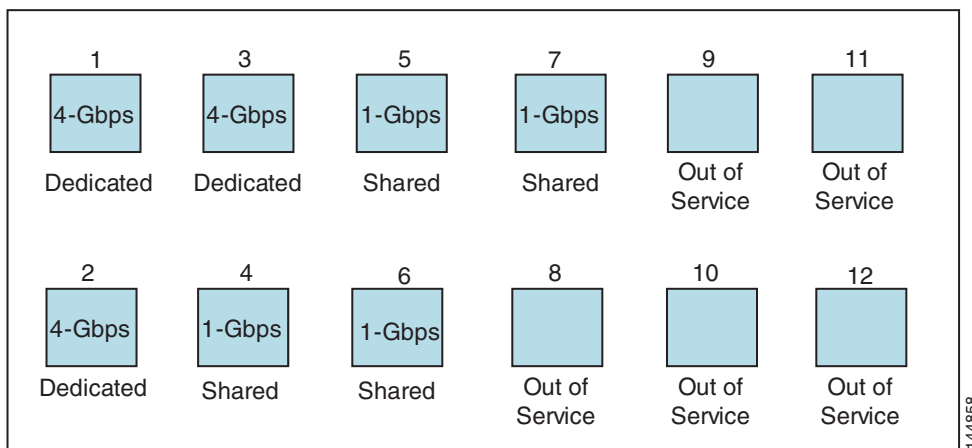 1 3 5 7 9 11
4-Gbps 4-Gbps 1-Gbps 1-Gbps
Dedicated Dedicated Shared Shared Out of Service Out of Service
2 4 6 8 10 12
4-Gbps 1-Gbps 1-Gbps
Dedicated Shared Shared Out of Service Out of Service Out of Service
144858